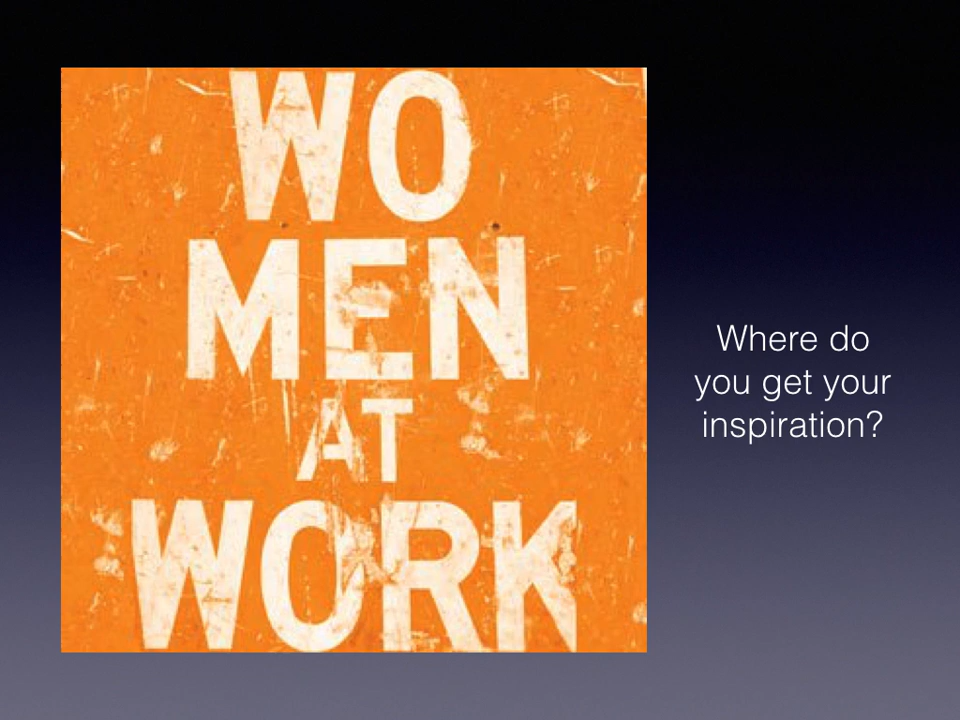 WO
MEN
AT
WORK
Where do
you get your
inspiration?